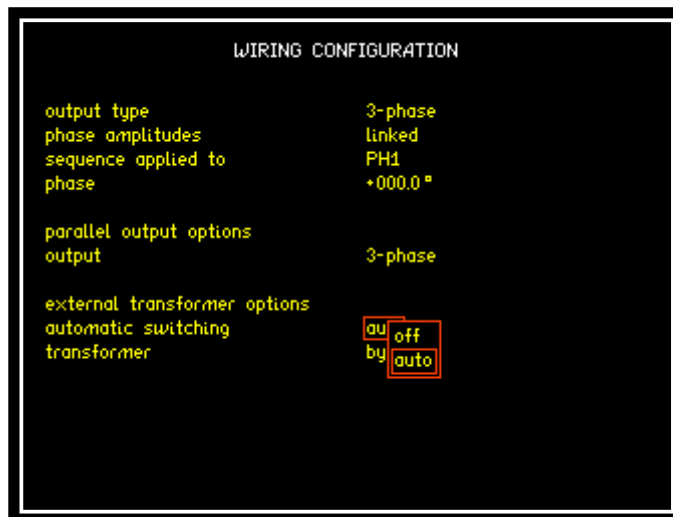 WIRING CONFIGURATION
output type 3-phase
phase amplitudes linked
sequence applied to PH1
phase +000.0°
parallel output options
output 3-phase
external transformer options
automatic switching au
off
transformer by
auto